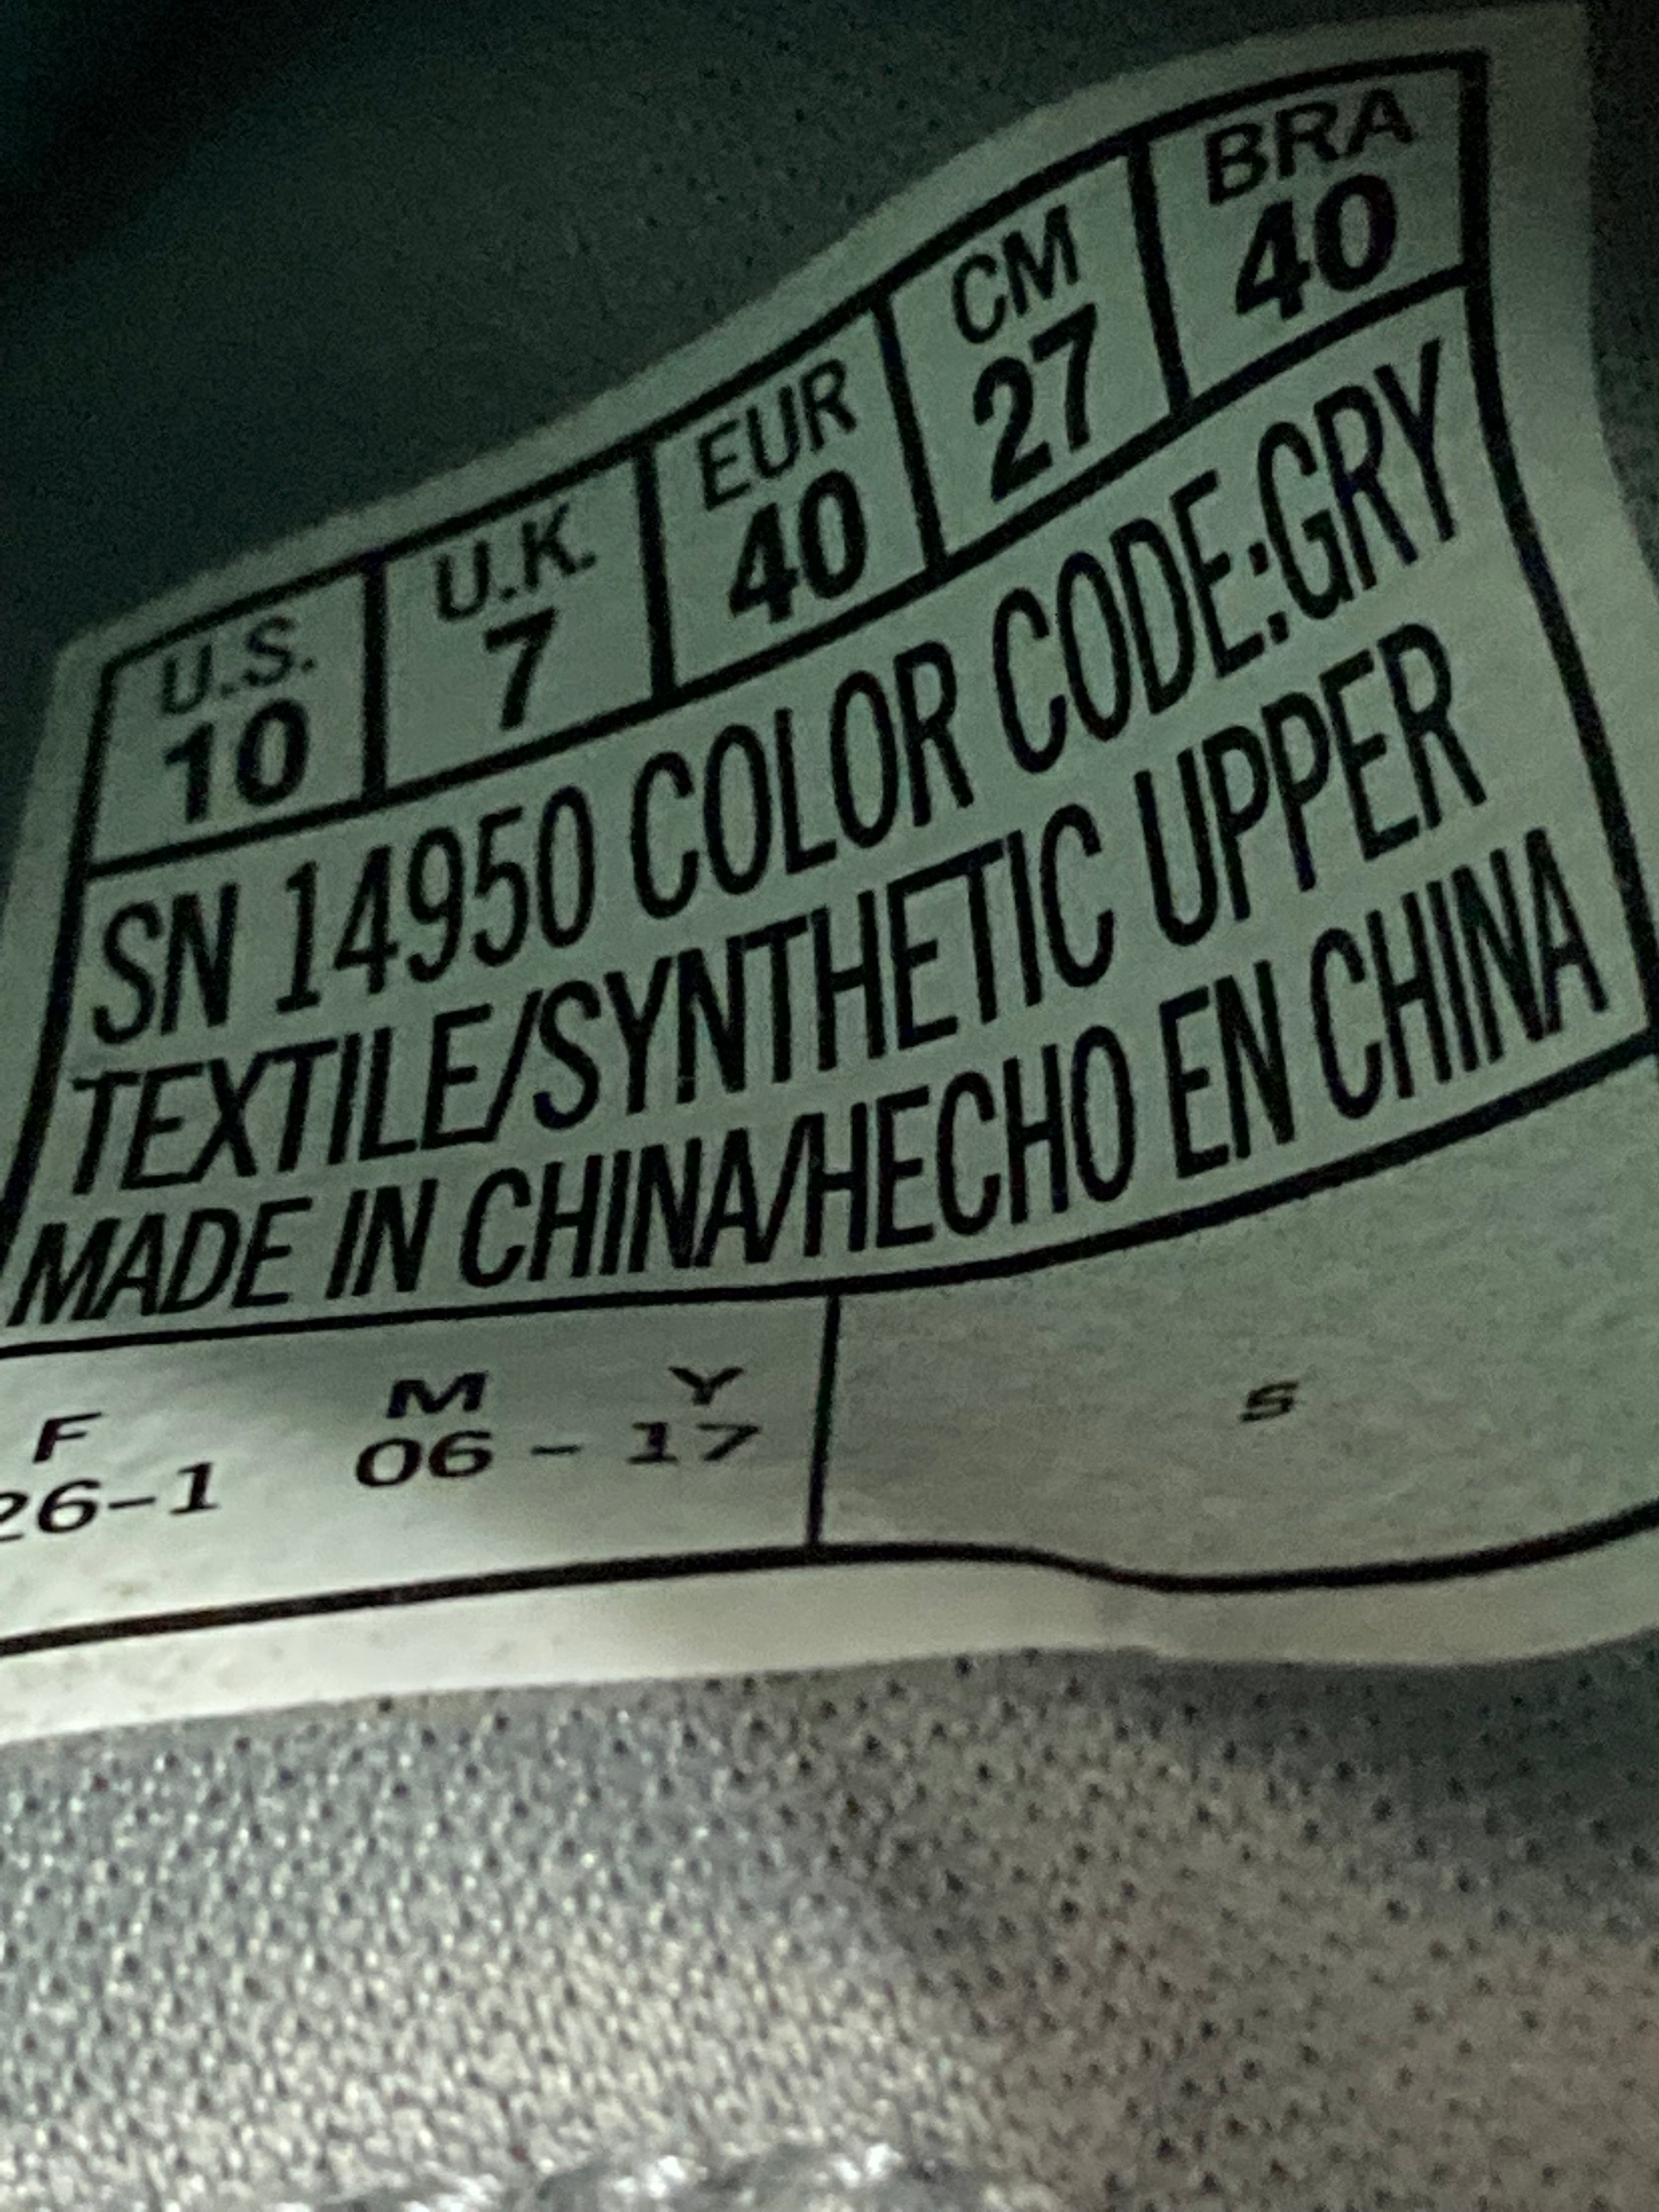 U.S. U.K. EUR CM BRA
10 7 40 27 40
SN 14950 COLOR CODE:GRY
TEXTILE/SYNTHETIC UPPER
MADE IN CHINA/HECHO EN CHINA
F M Y S
26-1 06 - 17